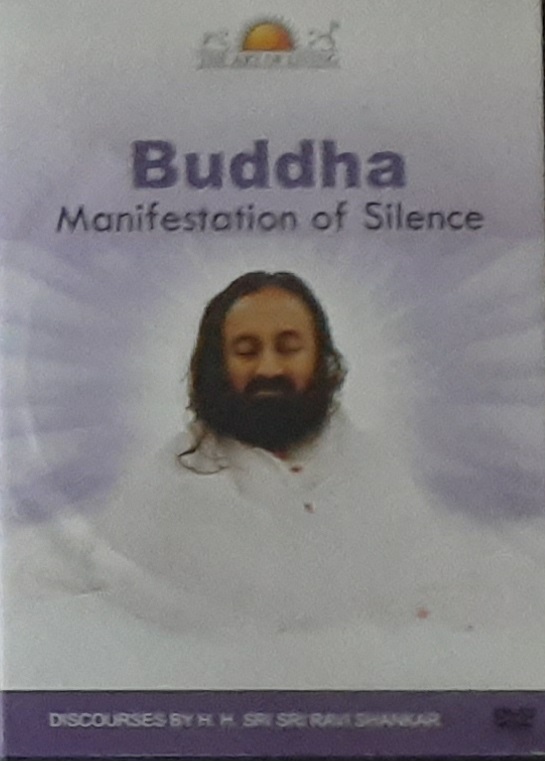 THE ART OF LIVING
Buddha
Manifestation of Silence
DISCOURSES BY H. H. SRI SRI RAVI SHANKAR
DVD